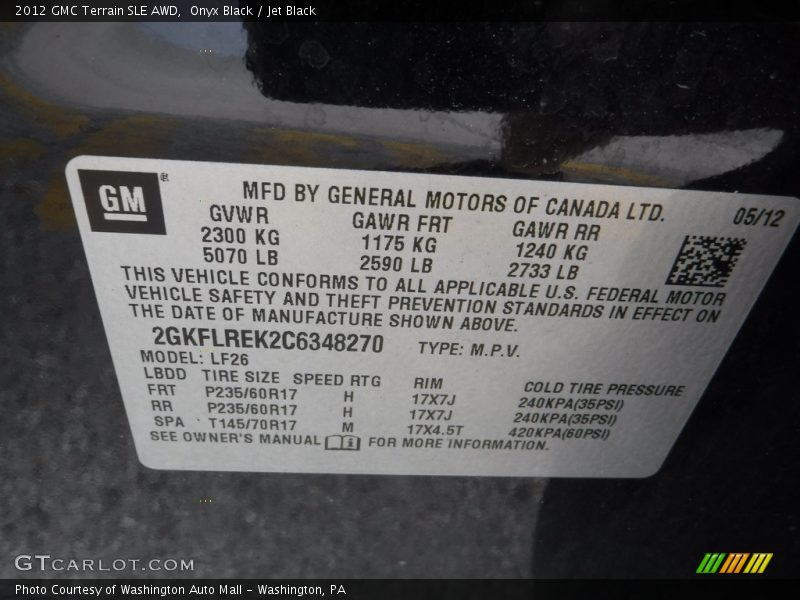 2012 GMC Terrain SLE AWD,  Onyx Black / Jet Black
GM®
MFD BY GENERAL MOTORS OF CANADA LTD. 05/12
GVWR GAWR FRT GAWR RR
2300 KG 1175 KG 1240 KG
5070 LB 2590 LB 2733 LB
THIS VEHICLE CONFORMS TO ALL APPLICABLE U.S. FEDERAL MOTOR
VEHICLE SAFETY AND THEFT PREVENTION STANDARDS IN EFFECT ON
THE DATE OF MANUFACTURE SHOWN ABOVE.
2GKFLREK2C6348270 TYPE: M.P.V.
MODEL: LF26
LBDD TIRE SIZE SPEED RTG RIM COLD TIRE PRESSURE
FRT P235/60R17 H 17X7J 240KPA(35PSI)
RR P235/60R17 H 17X7J 240KPA(35PSI)
SPA T145/70R17 M 17X4.5T 420KPA(60PSI)
SEE OWNER'S MANUAL FOR MORE INFORMATION.
GTCARLOT.COM
Photo Courtesy of Washington Auto Mall - Washington, PA